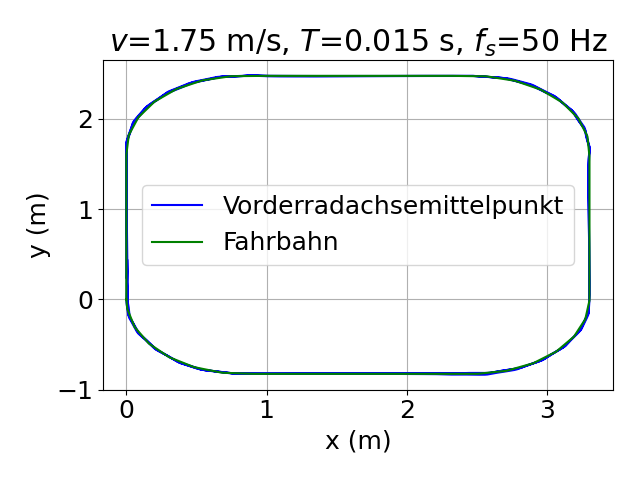 v=1.75 m/s, T=0.015 s, fₛ=50 Hz
y (m)
2
1
0
−1
Vorderradachsemittelpunkt
Fahrbahn
0 1 2 3
x (m)